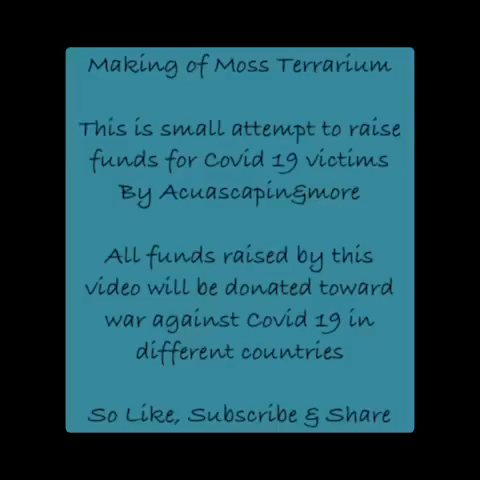 Making of Moss Terrarium
This is small attempt to raise
funds for Covid 19 victims
By Acuascapin&more
All funds raised by this
video will be donated toward
war against Covid 19 in
different countries
So Like, Subscribe & Share